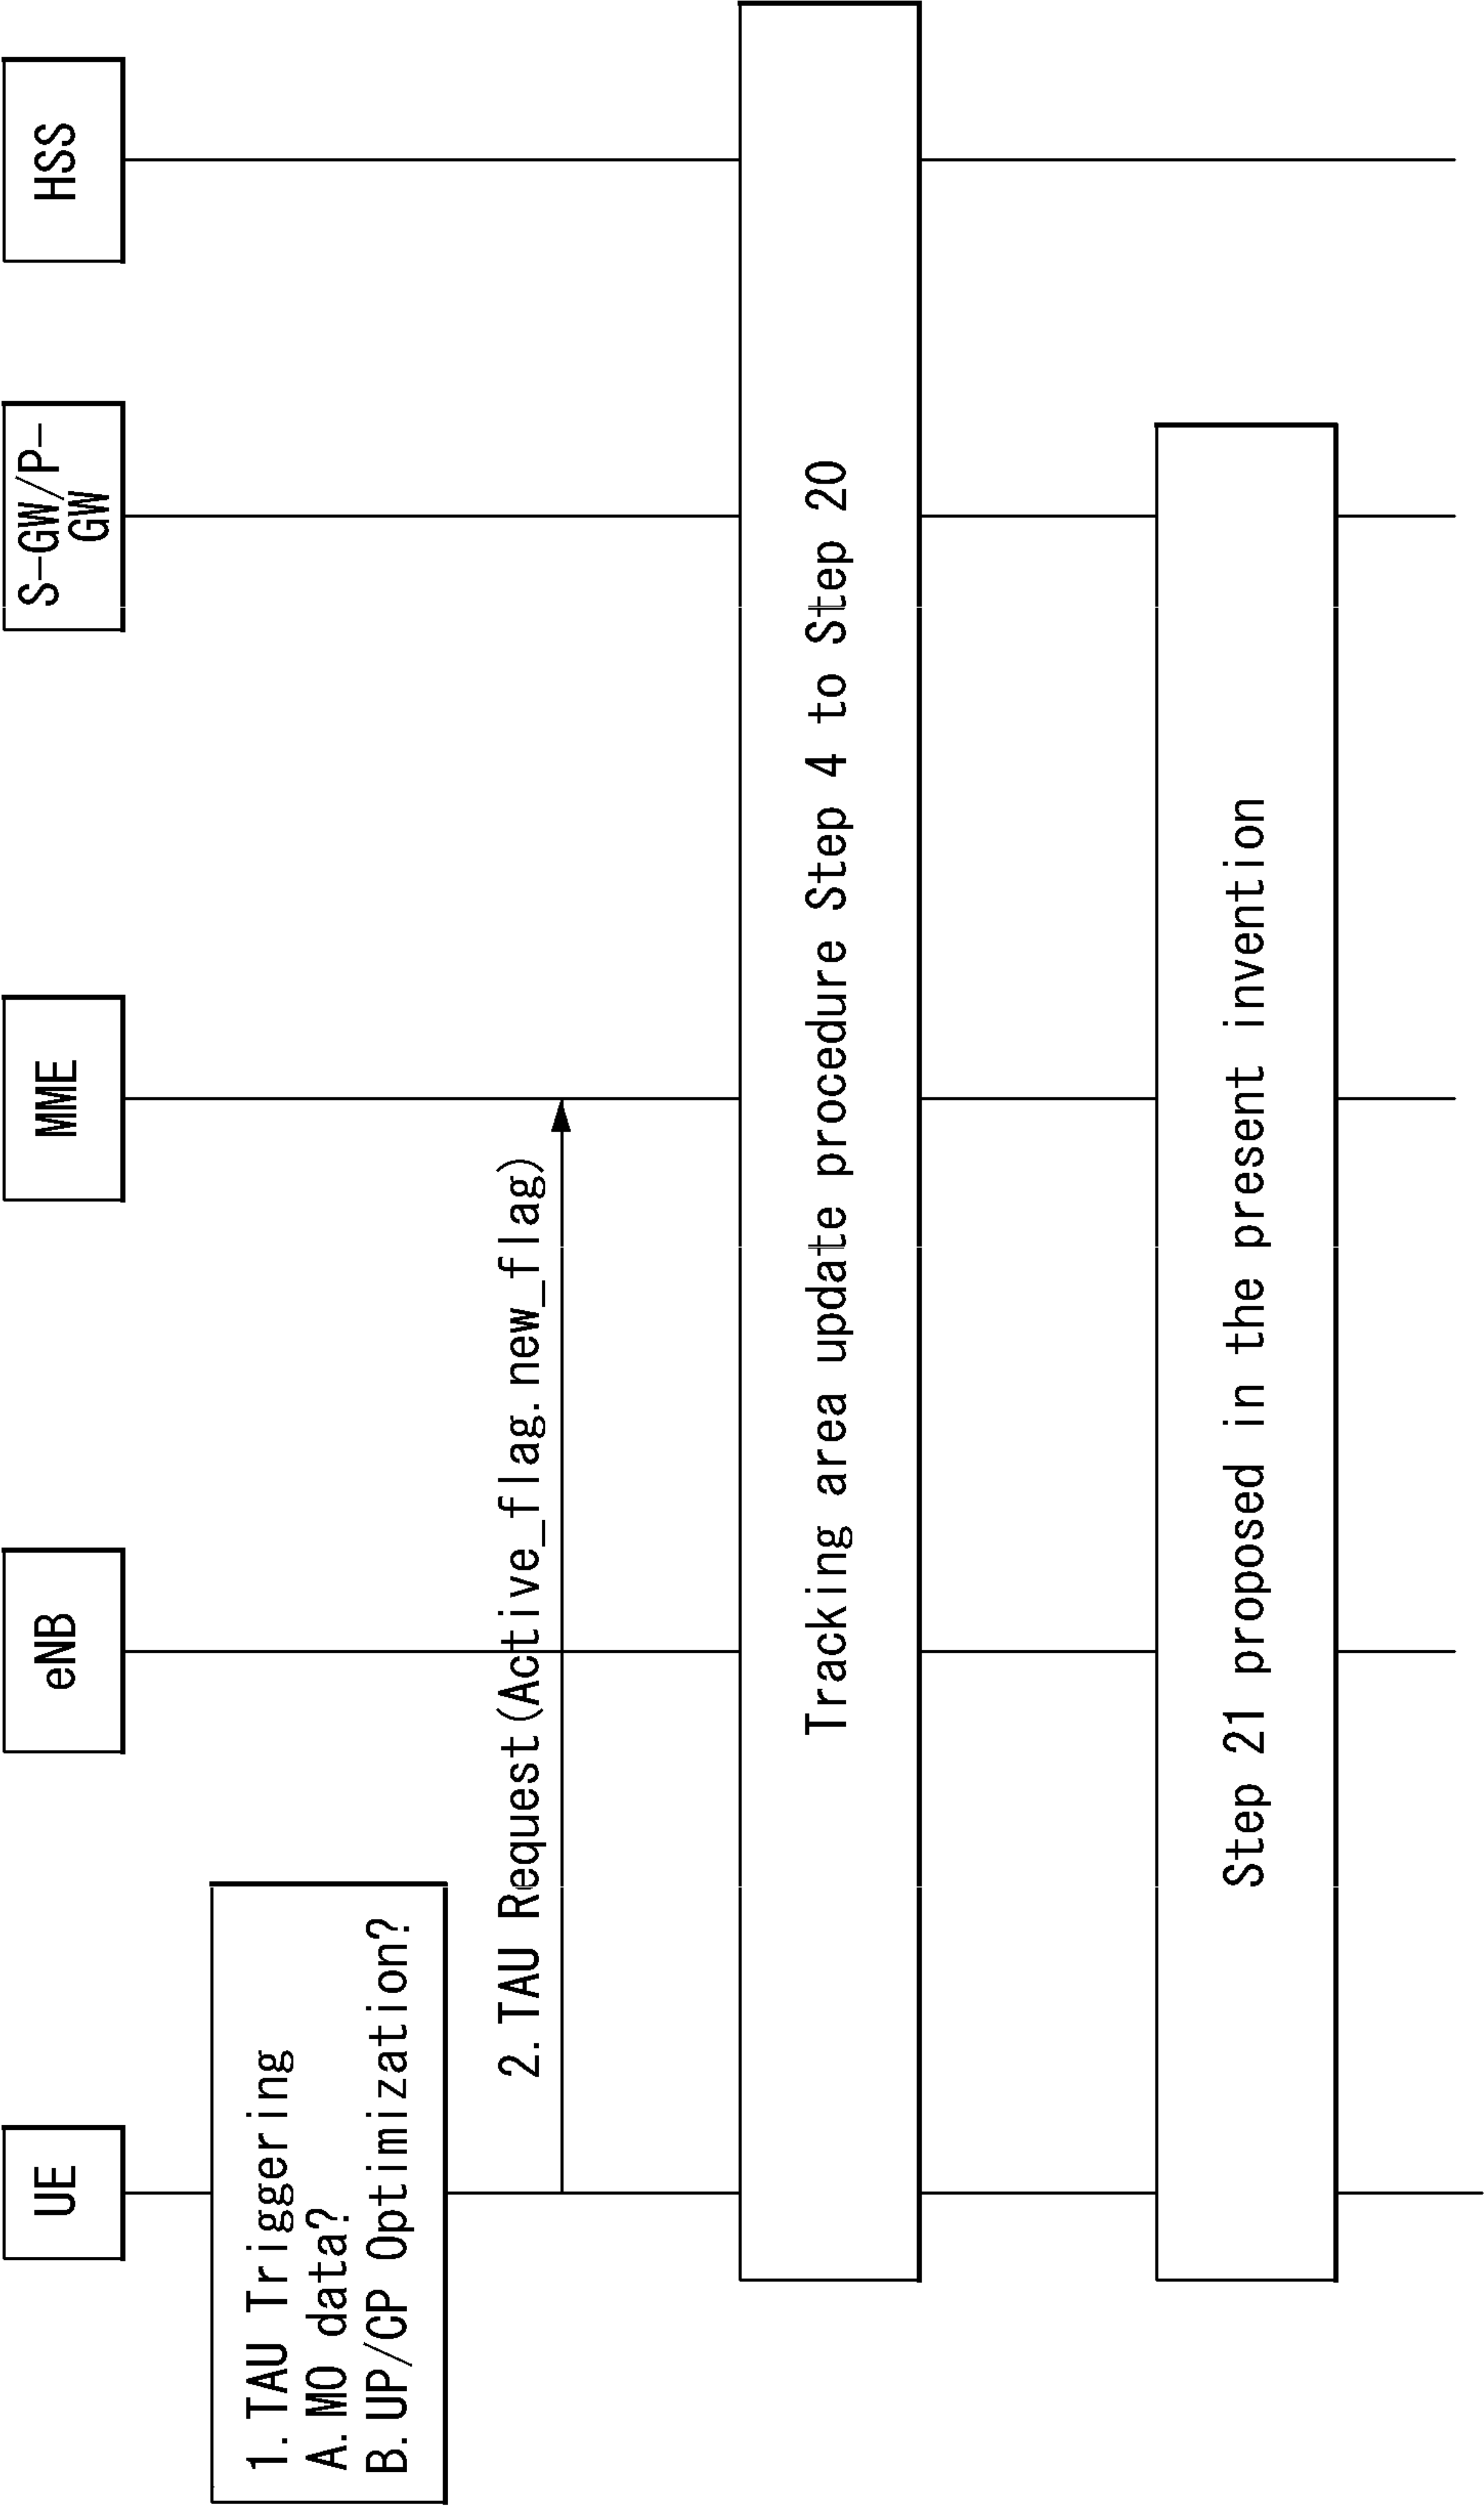 UE
eNB
MME
S-GW/P-
GW
HSS
1. TAU Triggering
A. MO data?
B. UP/CP Optimization?
2. TAU Request(Active_flag. new_flag)
Tracking area update procedure Step 4 to Step 20
Step 21 proposed in the present invention